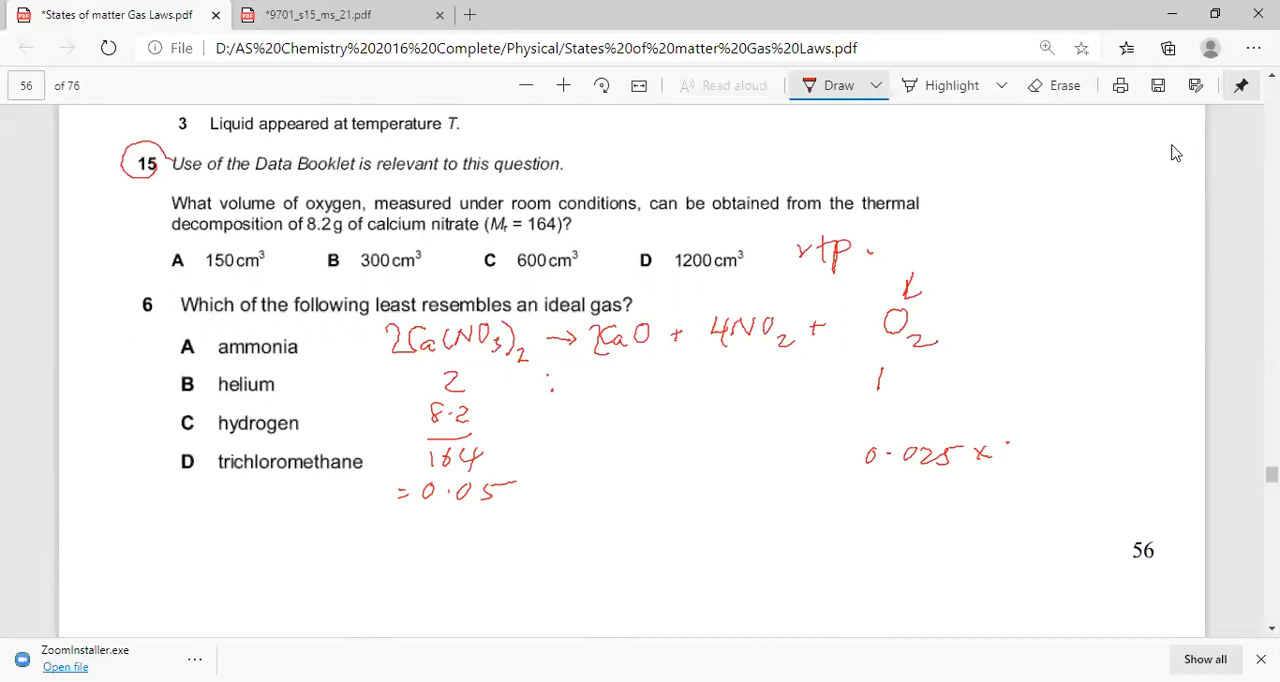 *States of matter Gas Laws.pdf
*9701_s15_ms_21.pdf
File D:/AS%20Chemistry%202016%20Complete/Physical/States%20of%20matter%20Gas%20Laws.pdf
56 of 76 Read aloud Draw Highlight Erase
3 Liquid appeared at temperature T.
15 Use of the Data Booklet is relevant to this question.
What volume of oxygen, measured under room conditions, can be obtained from the thermal
decomposition of 8.2 g of calcium nitrate (Mr = 164)?
A 150 cm³ B 300 cm³ C 600 cm³ D 1200 cm³
rtp .
6 Which of the following least resembles an ideal gas?
2Ca(NO3)2 → 2CaO + 4NO2 + O2
A ammonia
B helium
2 : 1
C hydrogen
8.2
D trichloromethane
164
0.025 x
= 0.05
56
ZoomInstaller.exe
Open file
Show all